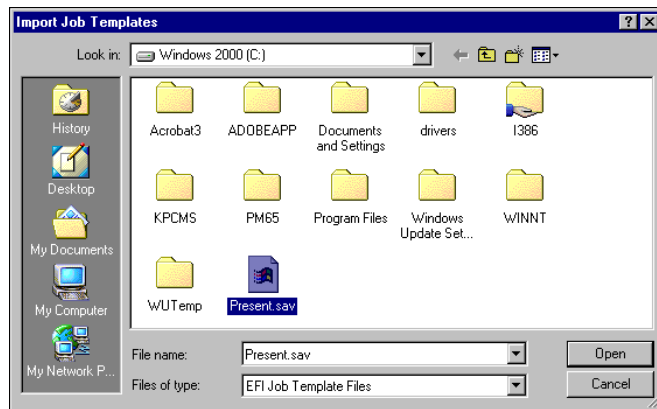 Import Job Templates
Look in:
Windows 2000 (C:)
History
Desktop
My Documents
My Computer
My Network P...
Acrobat3
ADOBEAPP
Documents
and Settings
drivers
I386
KPCMS
PM65
Program Files
Windows
Update Set...
WINNT
WUTemp
Present.sav
File name:
Present.sav
Open
Files of type:
EFI Job Template Files
Cancel